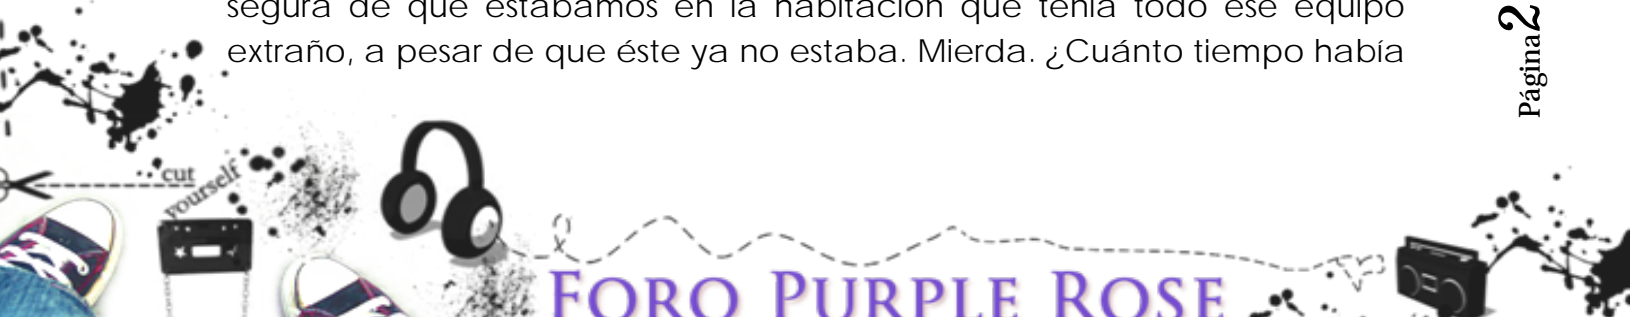 segura de que estábamos en la habitación que tenía todo ese equipo
extraño, a pesar de que éste ya no estaba. Mierda. ¿Cuánto tiempo había
Página2
cut
yourself
FORO PURPLE ROSE